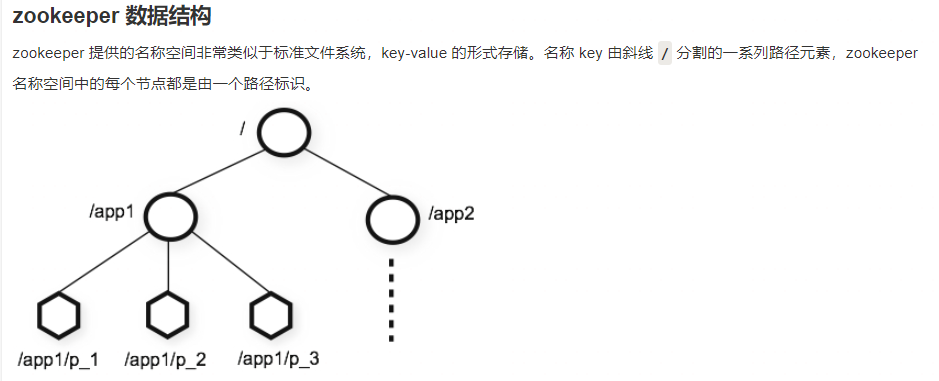 zookeeper 数据结构
zookeeper 提供的名称空间非常类似于标准文件系统，key-value 的形式存储。名称 key 由斜线 / 分割的一系列路径元素，zookeeper
名称空间中的每个节点都是由一个路径标识。
/
/app1
/app2
/app1/p_1 /app1/p_2 /app1/p_3